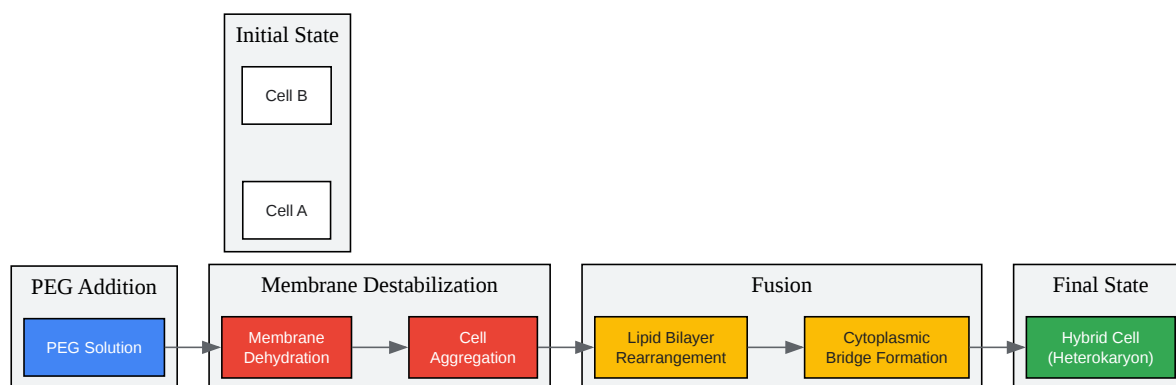 Initial State
Cell B
Cell A
PEG Addition
PEG Solution
Membrane Destabilization
Membrane
Dehydration
Cell
Aggregation
Fusion
Lipid Bilayer
Rearrangement
Cytoplasmic
Bridge Formation
Final State
Hybrid Cell
(Heterokaryon)